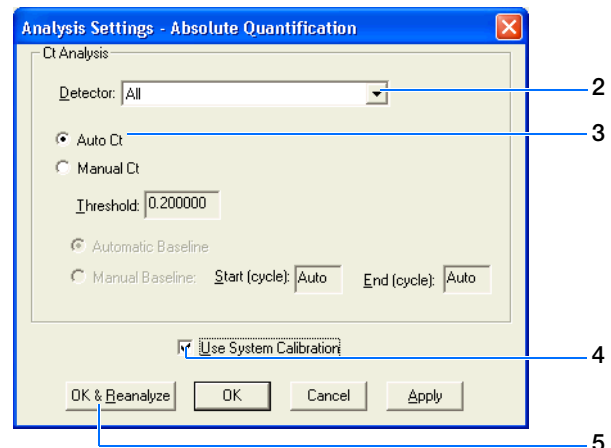 Analysis Settings - Absolute Quantification
Ct Analysis
Detector: All
2
Auto Ct
3
Manual Ct
Threshold: 0.200000
Automatic Baseline
Manual Baseline: Start (cycle): Auto End (cycle): Auto
Use System Calibration
4
OK & Reanalyze OK Cancel Apply
5